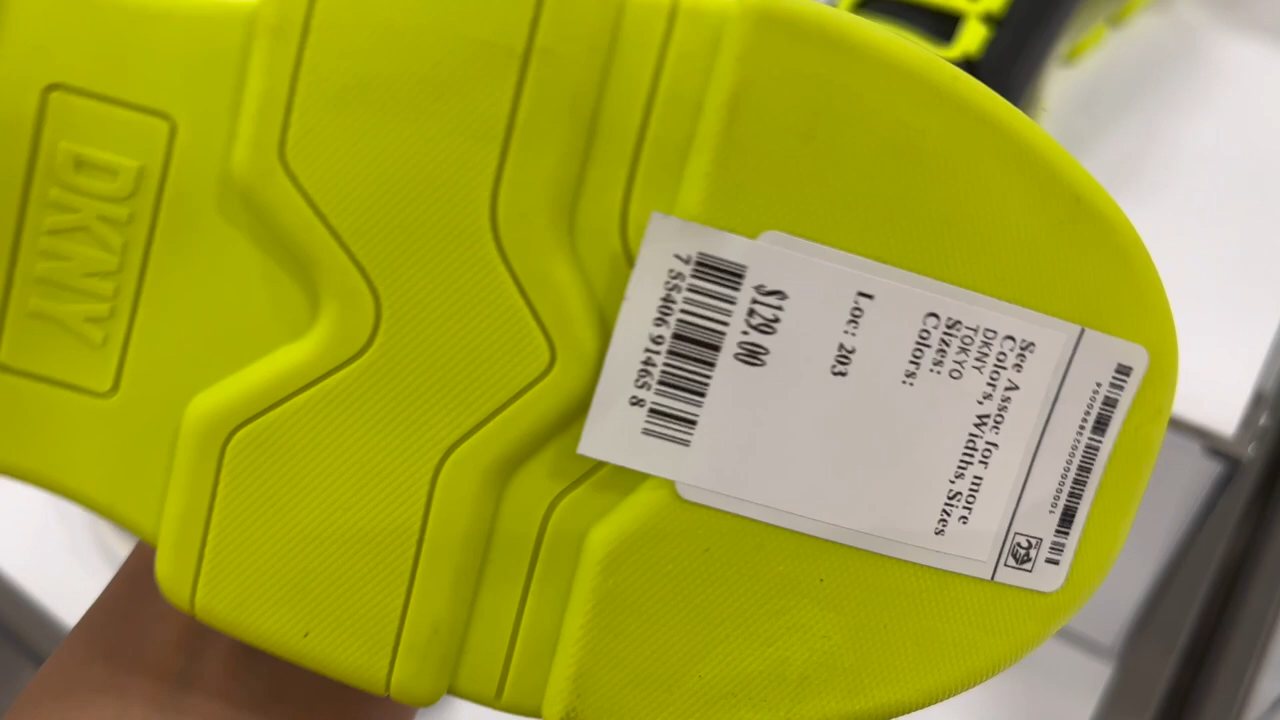 DKNY
See Assoc for more
Colors, Widths, Sizes
DKNY
TOKYO
Sizes:
Colors:
Loc: 203
$129.00
7 55406 91465 8